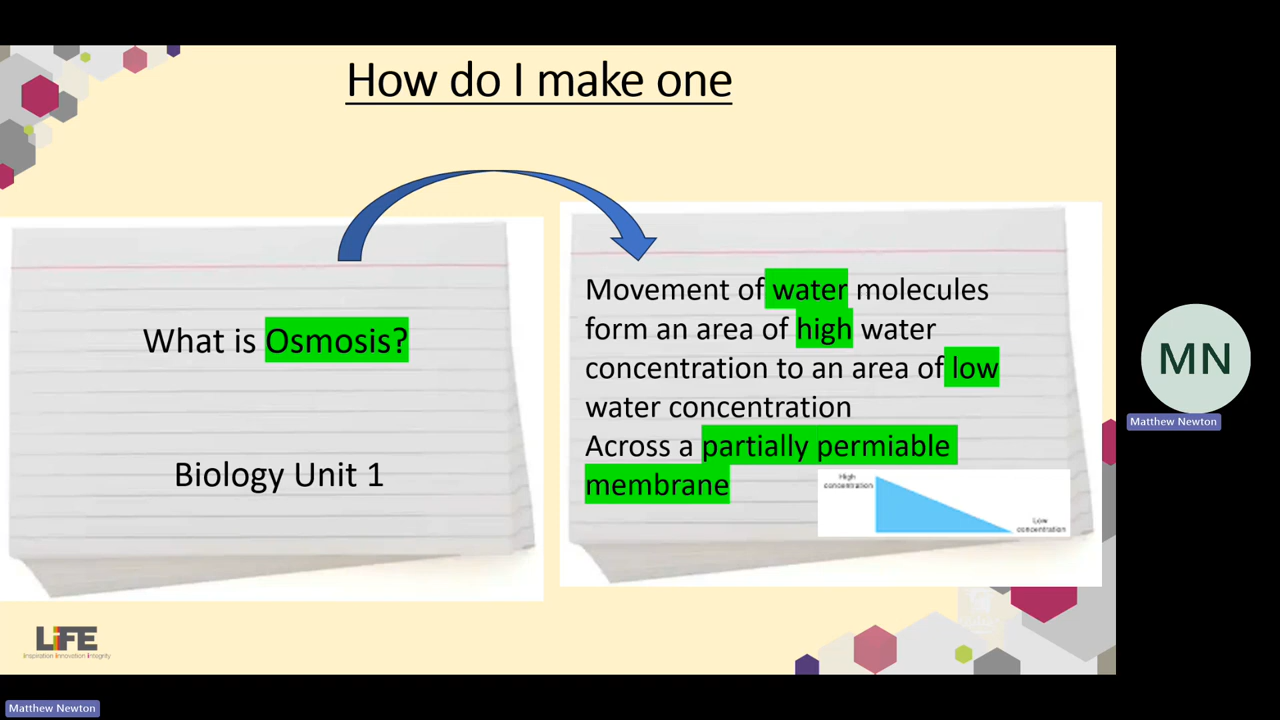 How do I make one
What is Osmosis?
Biology Unit 1
Movement of water molecules
form an area of high water
concentration to an area of low
water concentration
Across a partially permiable
membrane
High
concentration
Low
concentration
LiFE
Inspiration Innovation Integrity
MN
Matthew Newton
Matthew Newton